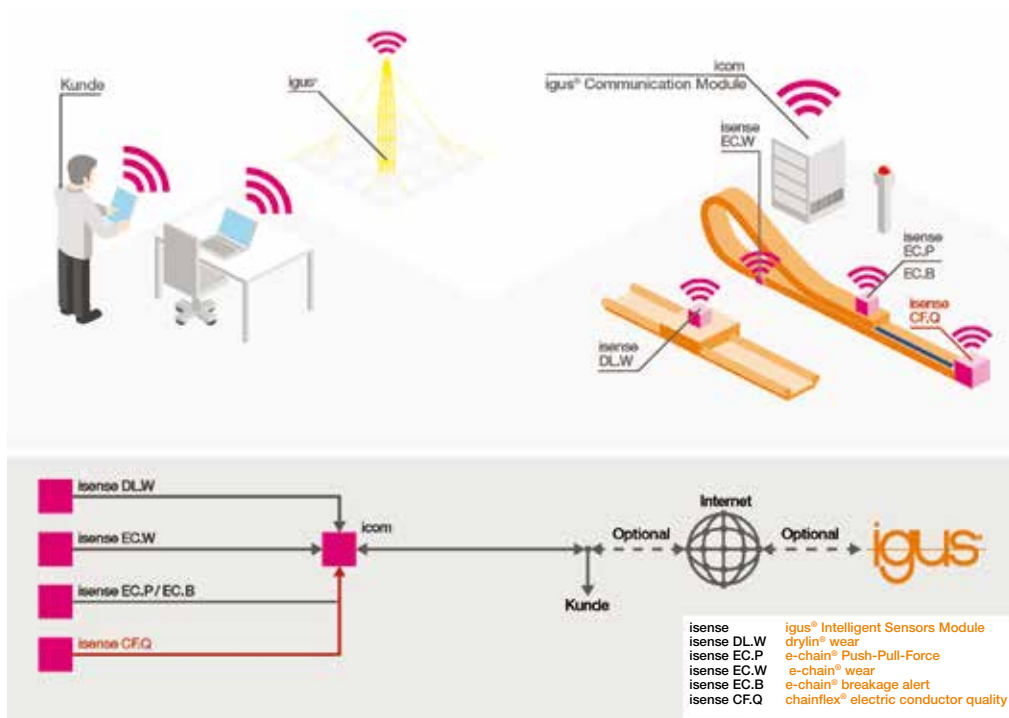 Kunde
igus®
icom
igus® Communication Module
isense
EC.W
isense
EC.P
EC.B
isense
CF.Q
isense
DL.W
isense DL.W
isense EC.W
isense EC.P/EC.B
isense CF.Q
icom
Kunde
Optional
Internet
Optional
igus
isense igus® Intelligent Sensors Module
isense DL.W drylin® wear
isense EC.P e-chain® Push-Pull-Force
isense EC.W e-chain® wear
isense EC.B e-chain® breakage alert
isense CF.Q chainflex® electric conductor quality